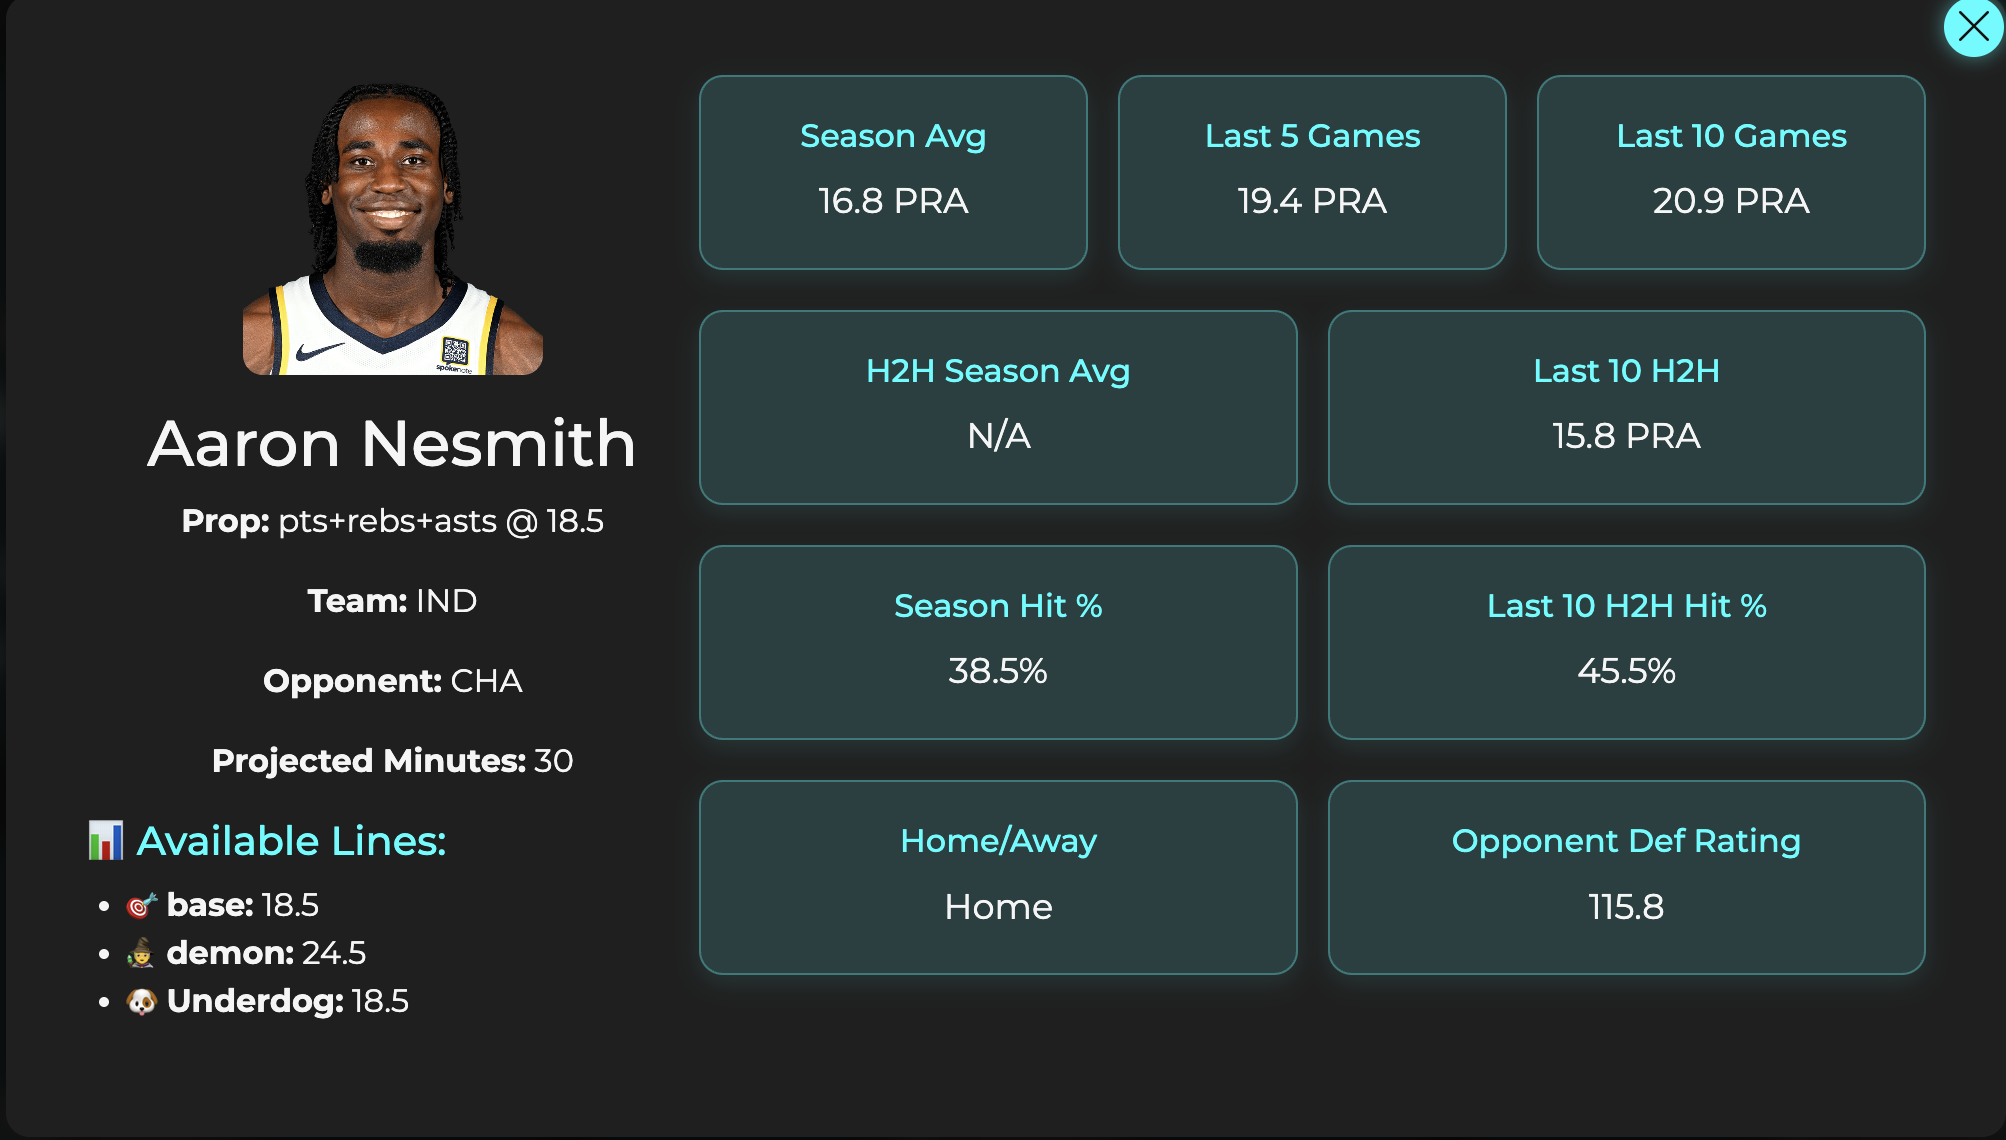 spokenote
Aaron Nesmith
Prop: pts+rebs+asts @ 18.5
Team: IND
Opponent: CHA
Projected Minutes: 30
Available Lines:
base: 18.5
demon: 24.5
Underdog: 18.5
Season Avg
16.8 PRA
Last 5 Games
19.4 PRA
Last 10 Games
20.9 PRA
H2H Season Avg
N/A
Last 10 H2H
15.8 PRA
Season Hit %
38.5%
Last 10 H2H Hit %
45.5%
Home/Away
Home
Opponent Def Rating
115.8